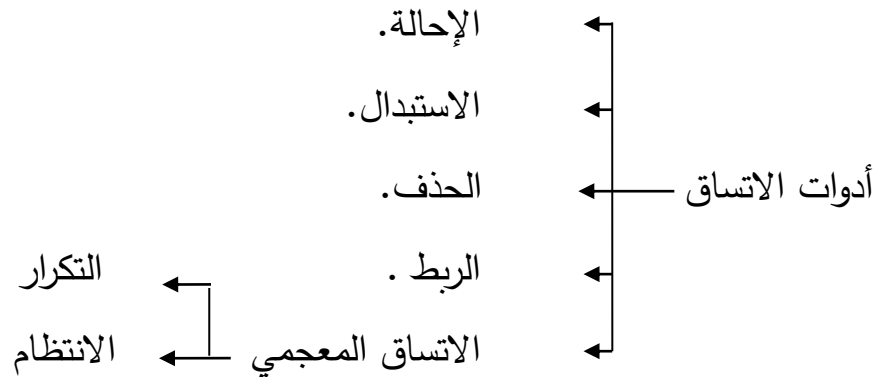 الإحالة.
الاستبدال.
أدوات الاتساق الحذف.
الربط . التكرار
الاتساق المعجمي الانتظام